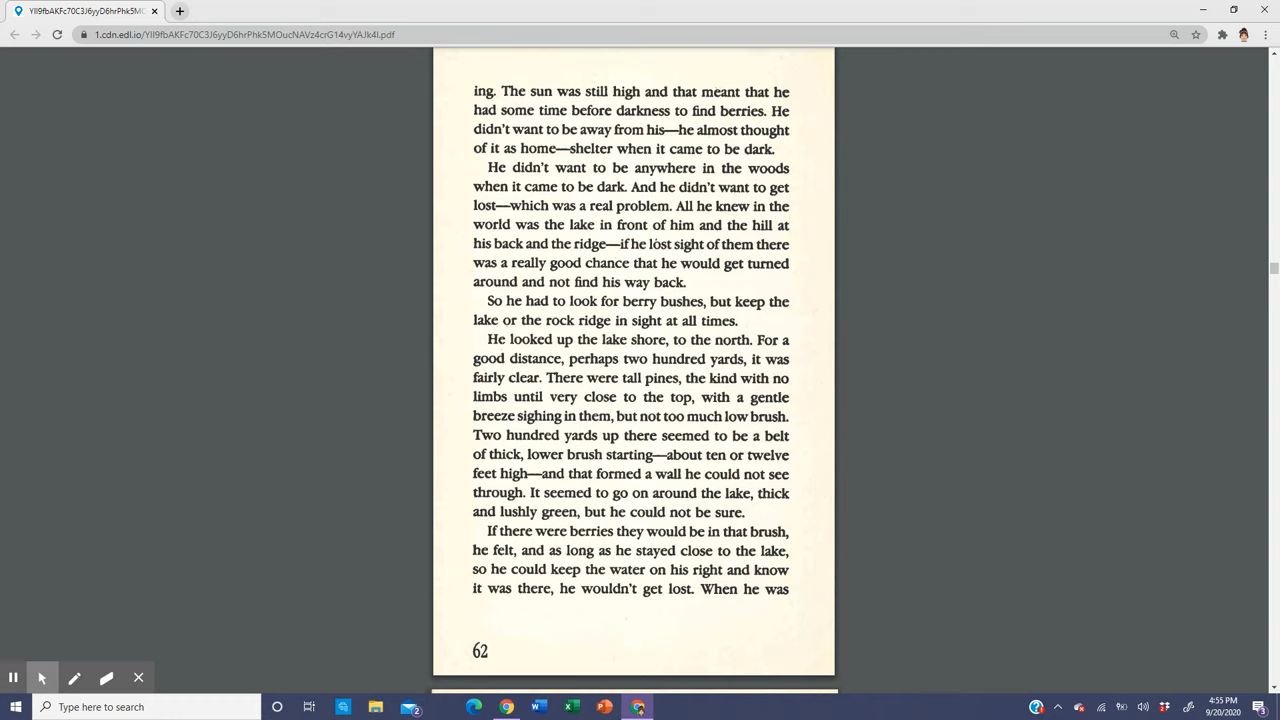 YIl9fbAKFc70C3J6yyD6hrPhk5MC
1.cdn.edl.io/YIl9fbAKFc70C3J6yyD6hrPhk5MOucNAVz4crG14vyYAJk4l.pdf
ing. The sun was still high and that meant that he
had some time before darkness to find berries. He
didn't want to be away from his—he almost thought
of it as home—shelter when it came to be dark.
He didn't want to be anywhere in the woods
when it came to be dark. And he didn't want to get
lost—which was a real problem. All he knew in the
world was the lake in front of him and the hill at
his back and the ridge—if he lost sight of them there
was a really good chance that he would get turned
around and not find his way back.
So he had to look for berry bushes, but keep the
lake or the rock ridge in sight at all times.
He looked up the lake shore, to the north. For a
good distance, perhaps two hundred yards, it was
fairly clear. There were tall pines, the kind with no
limbs until very close to the top, with a gentle
breeze sighing in them, but not too much low brush.
Two hundred yards up there seemed to be a belt
of thick, lower brush starting—about ten or twelve
feet high—and that formed a wall he could not see
through. It seemed to go on around the lake, thick
and lushly green, but he could not be sure.
If there were berries they would be in that brush,
he felt, and as long as he stayed close to the lake,
so he could keep the water on his right and know
it was there, he wouldn't get lost. When he was
62
Type here to search
2
4:55 PM
9/20/2020
3